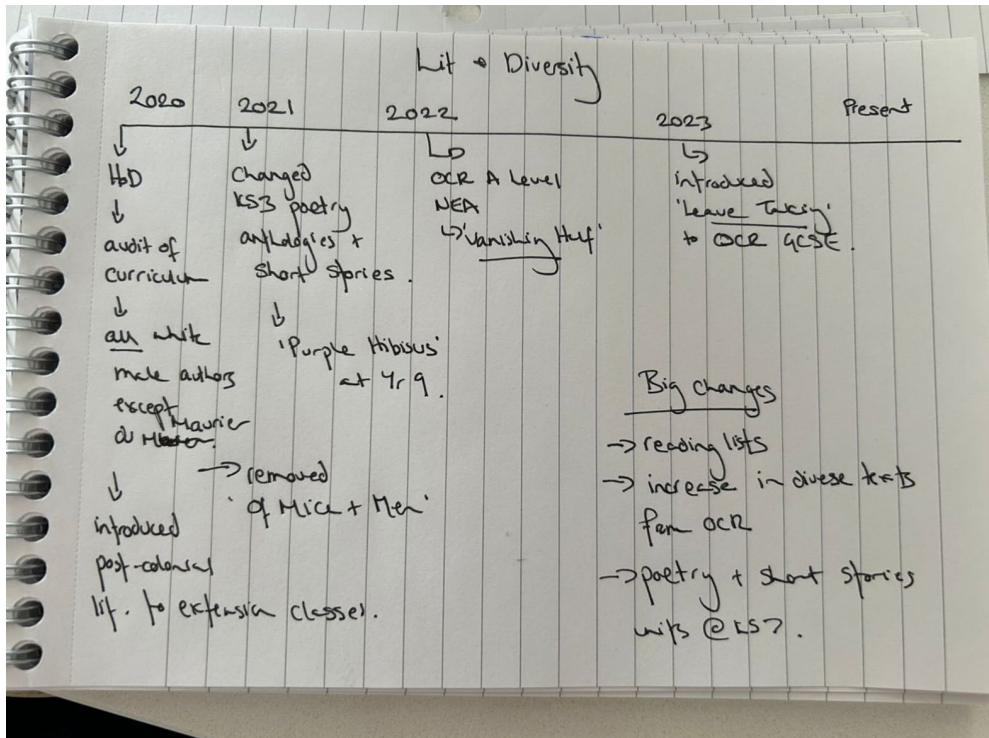 Lit + Diversity
2020
HoD
↓
audit of
curriculum
↓
all white
male authors
except
du Maurier
↓
introduced
post-colonial
lit. to extension classes.
→ removed
'Of Mice + Men'
2021
↓
Changed
KS3 poetry
anthologies +
short stories.
↓
'Purple Hibisus'
at Yr 9.
2022
OCR A Level
NEA
↳ 'Vanishing Half'
2023
introduced
'Leave Taking'
to OCR GCSE.
Present
Big changes
→ reading lists
→ increase in divese texts
from OCR
→ poetry + short stories
units @ KS3.